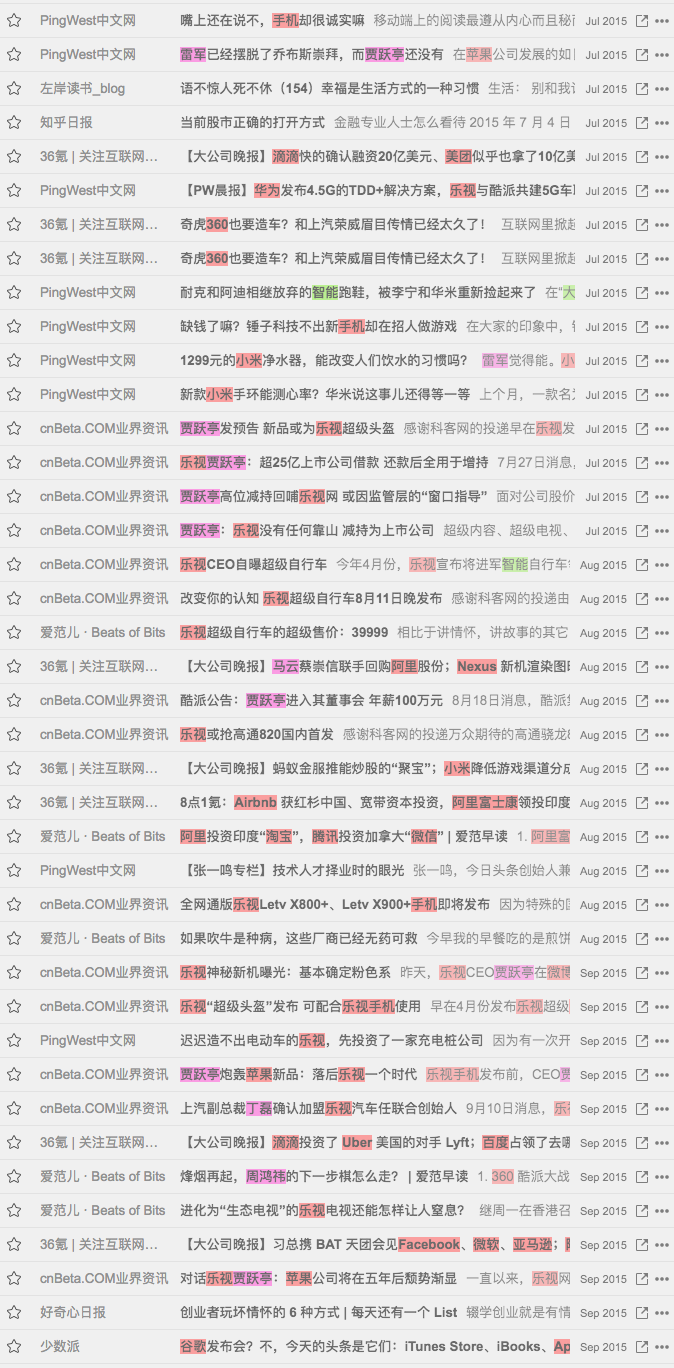 PingWest中文网 嘴上还在说不，手机却很诚实嘛 移动端上的阅读最遵从内心而且秘 Jul 2015
PingWest中文网 雷军已经摆脱了乔布斯崇拜，而贾跃亭还没有 在苹果公司发展的如 Jul 2015
左岸读书_blog 语不惊人死不休（154）幸福是生活方式的一种习惯 生活： 别和我 Jul 2015
知乎日报 当前股市正确的打开方式 金融专业人士怎么看待 2015 年 7 月 4 日 Jul 2015
36氪 | 关注互联网… 【大公司晚报】滴滴快的确认融资20亿美元、美团似乎也拿了10亿美 Jul 2015
PingWest中文网 【PW晨报】华为发布4.5G的TDD+解决方案，乐视与酷派共建5G车 Jul 2015
36氪 | 关注互联网… 奇虎360也要造车？和上汽荣威眉目传情已经太久了！ 互联网里掀 Jul 2015
36氪 | 关注互联网… 奇虎360也要造车？和上汽荣威眉目传情已经太久了！ 互联网里掀 Jul 2015
PingWest中文网 耐克和阿迪相继放弃的智能跑鞋，被李宁和华米重新捡起来了 在“大 Jul 2015
PingWest中文网 缺钱了嘛？锤子科技不出新手机却在招人做游戏 在大家的印象中， Jul 2015
PingWest中文网 1299元的小米净水器，能改变人们饮水的习惯吗？ 雷军觉得能。小 Jul 2015
PingWest中文网 新款小米手环能测心率？华米说这事儿还得等一等 上个月，一款名 Jul 2015
cnBeta.COM业界资讯 贾跃亭发预告 新品或为乐视超级头盔 感谢科客网的投递早在乐视发 Jul 2015
cnBeta.COM业界资讯 乐视贾跃亭：超25亿上市公司借款 还款后全用于增持 7月27日消息， Jul 2015
cnBeta.COM业界资讯 贾跃亭高位减持回哺乐视网 或因监管层的“窗口指导” 面对公司股价 Jul 2015
cnBeta.COM业界资讯 贾跃亭：乐视没有任何靠山 减持为上市公司 超级内容、超级电视、 Jul 2015
cnBeta.COM业界资讯 乐视CEO自曝超级自行车 今年4月份，乐视宣布将进军智能自行车 Aug 2015
cnBeta.COM业界资讯 改变你的认知 乐视超级自行车8月11日晚发布 感谢科客网的投递由 Aug 2015
爱范儿 · Beats of Bits 乐视超级自行车的超级售价：39999 相比于讲情怀，讲故事的其它 Aug 2015
36氪 | 关注互联网… 【大公司晚报】马云蔡崇信联手回购阿里股份；Nexus 新机渲染图 Aug 2015
cnBeta.COM业界资讯 酷派公告：贾跃亭进入其董事会 年薪100万元 8月18日消息，酷派 Aug 2015
cnBeta.COM业界资讯 乐视或抢高通820国内首发 感谢科客网的投递万众期待的高通骁龙8 Aug 2015
36氪 | 关注互联网… 【大公司晚报】蚂蚁金服推能炒股的“聚宝”；小米降低游戏渠道分成 Aug 2015
36氪 | 关注互联网… 8点1氪：Airbnb 获红杉中国、宽带资本投资，阿里富士康领投印度 Aug 2015
爱范儿 · Beats of Bits 阿里投资印度“淘宝”，腾讯投资加拿大“微信” | 爱范早读 1. 阿里富 Aug 2015
PingWest中文网 【张一鸣专栏】技术人才择业时的眼光 张一鸣，今日头条创始人兼 Aug 2015
cnBeta.COM业界资讯 全网通版乐视Letv X800+、Letv X900+手机即将发布 因为特殊的 Aug 2015
爱范儿 · Beats of Bits 如果吹牛是种病，这些厂商已经无药可救 今早我的早餐吃的是煎饼 Aug 2015
cnBeta.COM业界资讯 乐视神秘新机曝光：基本确定粉色系 昨天，乐视CEO贾跃亭在微博 Sep 2015
cnBeta.COM业界资讯 乐视“超级头盔”发布 可配合乐视手机使用 早在4月份发布乐视超级 Sep 2015
PingWest中文网 迟迟造不出电动车的乐视，先投资了一家充电桩公司 因为有一次开 Sep 2015
cnBeta.COM业界资讯 贾跃亭炮轰苹果新品：落后乐视一个时代 乐视手机发布前，CEO贾 Sep 2015
cnBeta.COM业界资讯 上汽副总裁丁磊确认加盟乐视汽车任联合创始人 9月10日消息，乐 Sep 2015
36氪 | 关注互联网… 【大公司晚报】滴滴投资了 Uber 美国的对手 Lyft；百度占领了去哪 Sep 2015
爱范儿 · Beats of Bits 烽烟再起，周鸿祎的下一步棋怎么走？ | 爱范早读 1. 360 酷派大战 Sep 2015
爱范儿 · Beats of Bits 进化为“生态电视”的乐视电视还能怎样让人窒息？ 继周一在香港召 Sep 2015
36氪 | 关注互联网… 【大公司晚报】习总携 BAT 天团会见Facebook、微软、亚马逊； Sep 2015
cnBeta.COM业界资讯 对话乐视贾跃亭：苹果公司将在五年后颓势渐显 一直以来，乐视网 Sep 2015
好奇心日报 创业者玩坏情怀的 6 种方式 | 每天还有一个 List 辍学创业就是有情 Sep 2015
少数派 谷歌发布会？不，今天的头条是它们：iTunes Store、iBooks、Ap Sep 2015